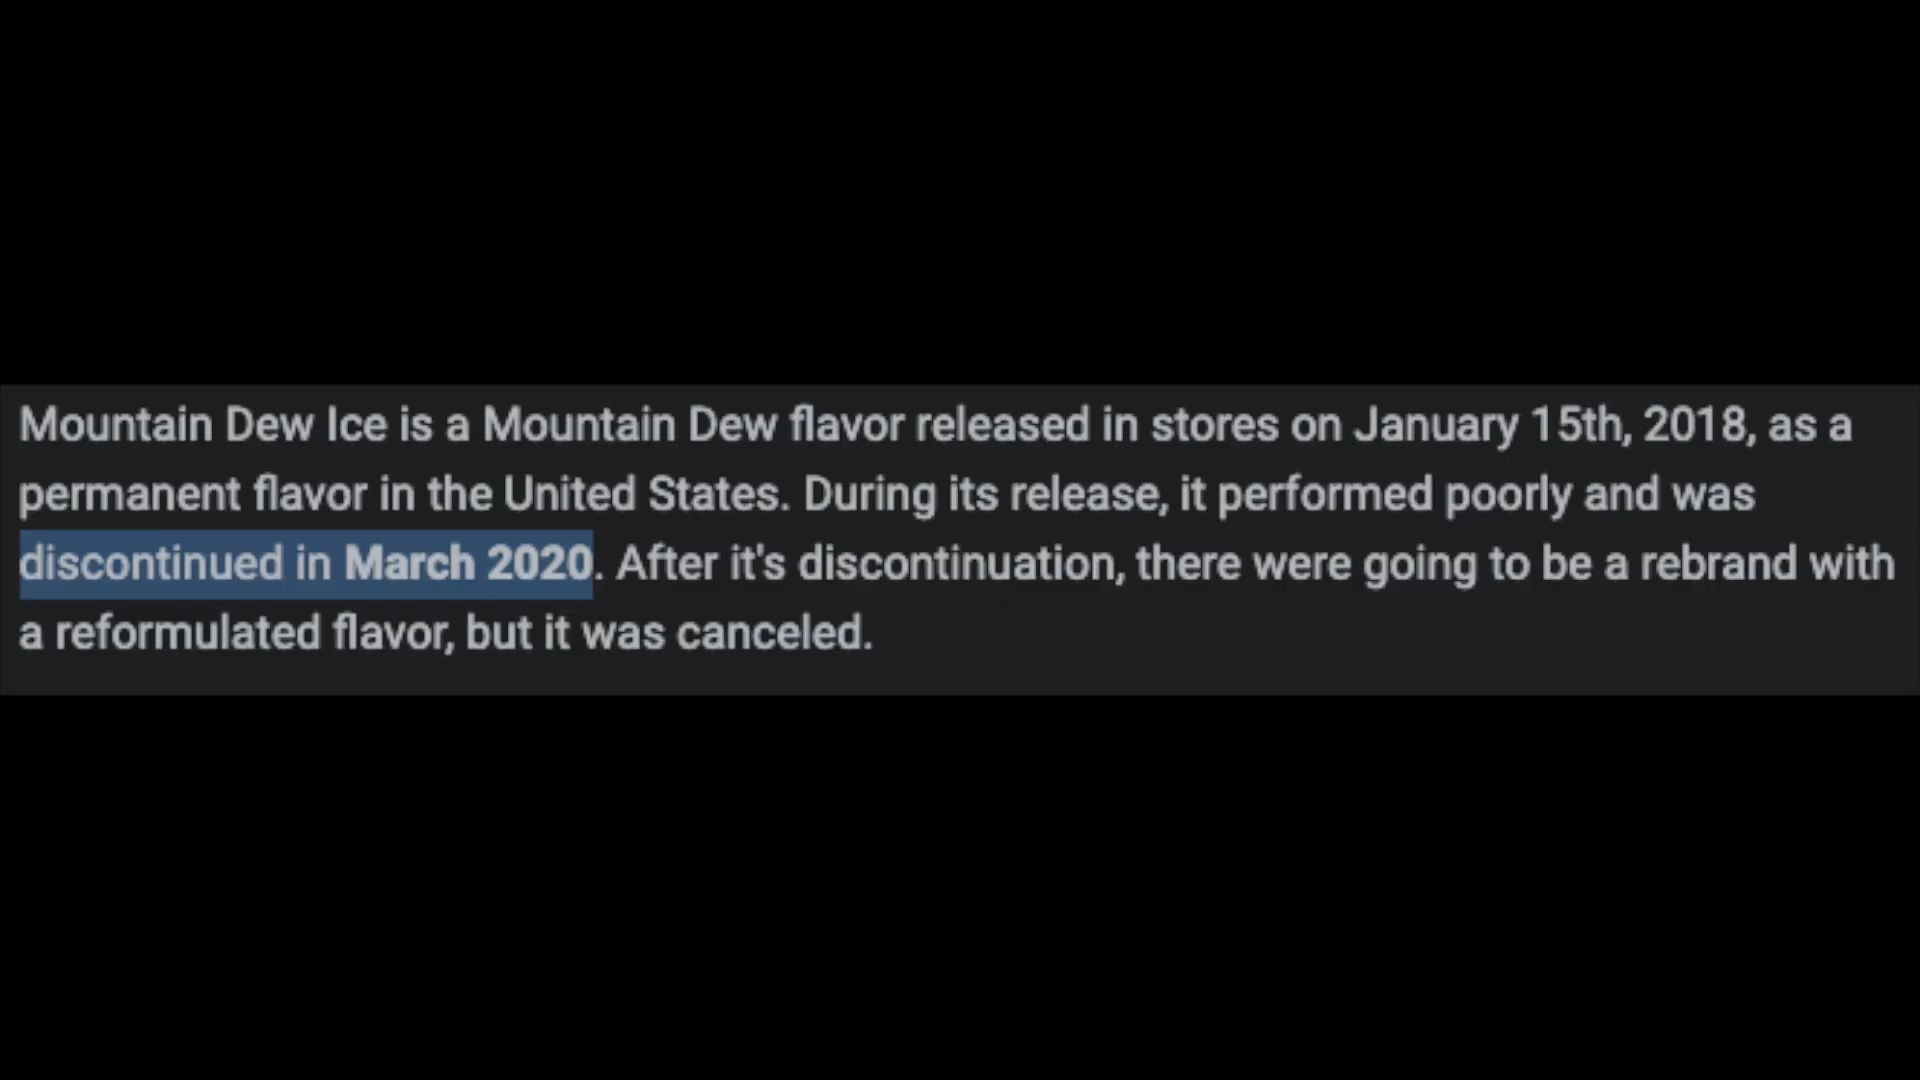 Mountain Dew Ice is a Mountain Dew flavor released in stores on January 15th, 2018, as a
permanent flavor in the United States. During its release, it performed poorly and was
discontinued in March 2020. After it's discontinuation, there were going to be a rebrand with
a reformulated flavor, but it was canceled.